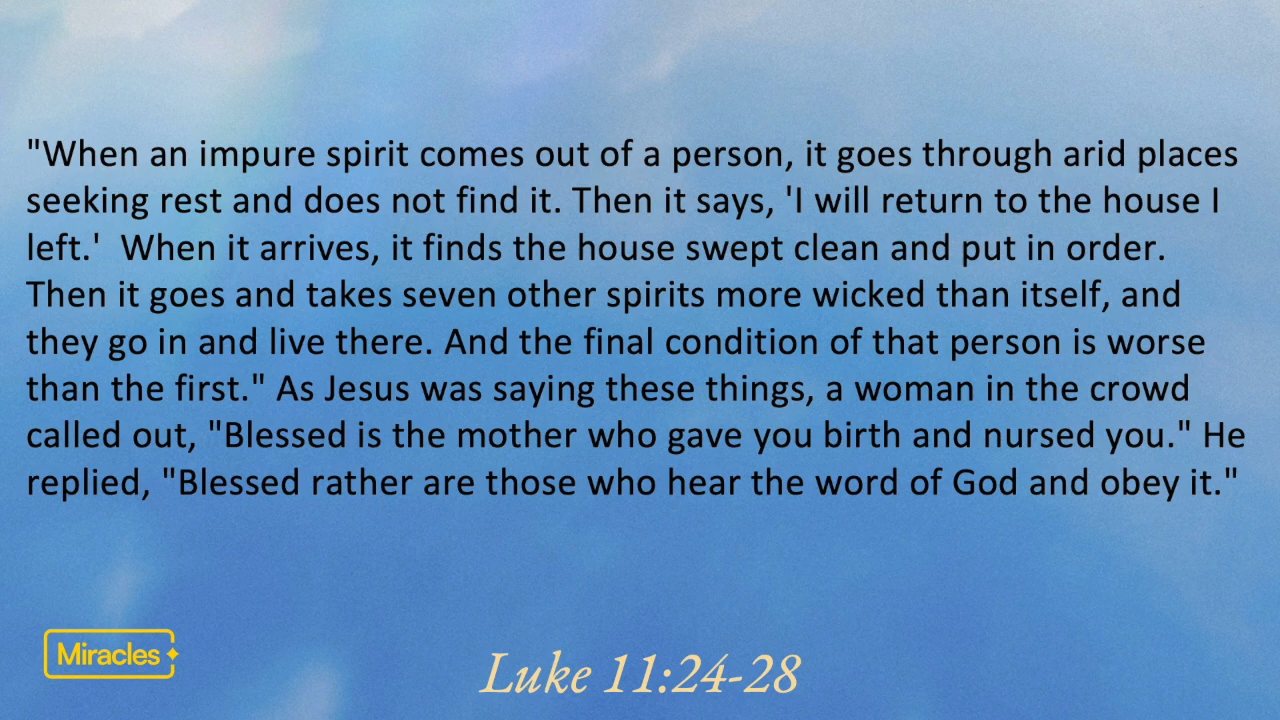 "When an impure spirit comes out of a person, it goes through arid places
seeking rest and does not find it. Then it says, 'I will return to the house I
left.'  When it arrives, it finds the house swept clean and put in order.
Then it goes and takes seven other spirits more wicked than itself, and
they go in and live there. And the final condition of that person is worse
than the first." As Jesus was saying these things, a woman in the crowd
called out, "Blessed is the mother who gave you birth and nursed you." He
replied, "Blessed rather are those who hear the word of God and obey it."
Miracles
Luke 11:24-28